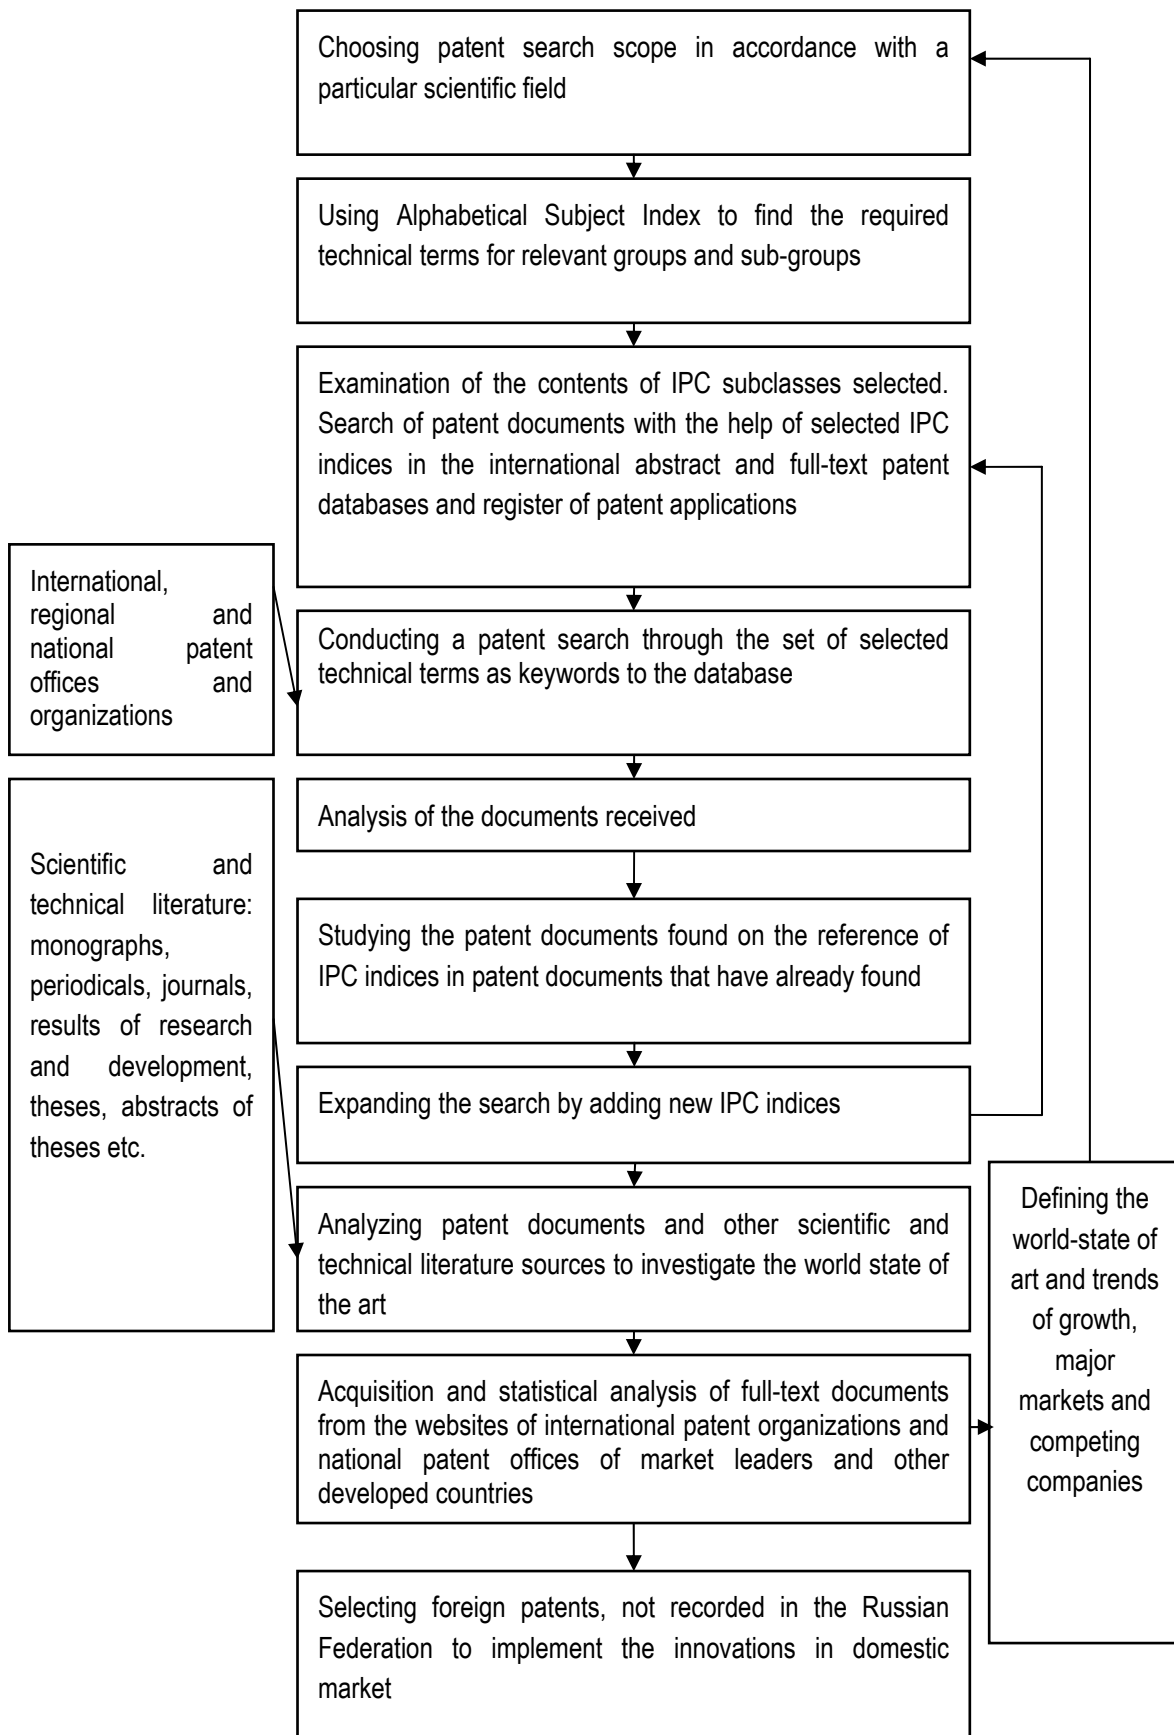 Choosing patent search scope in accordance with a
particular scientific field
Using Alphabetical Subject Index to find the required
technical terms for relevant groups and sub-groups
Examination of the contents of IPC subclasses selected.
Search of patent documents with the help of selected IPC
indices in the international abstract and full-text patent
databases and register of patent applications
International,
regional and
national patent
offices and
organizations
Conducting a patent search through the set of selected
technical terms as keywords to the database
Analysis of the documents received
Scientific and
technical literature:
monographs,
periodicals, journals,
results of research
and development,
theses, abstracts of
theses etc.
Studying the patent documents found on the reference of
IPC indices in patent documents that have already found
Expanding the search by adding new IPC indices
Analyzing patent documents and other scientific and
technical literature sources to investigate the world state of
the art
Defining the
world-state of
art and trends
of growth,
major
markets and
competing
companies
Acquisition and statistical analysis of full-text documents
from the websites of international patent organizations and
national patent offices of market leaders and other
developed countries
Selecting foreign patents, not recorded in the Russian
Federation to implement the innovations in domestic
market